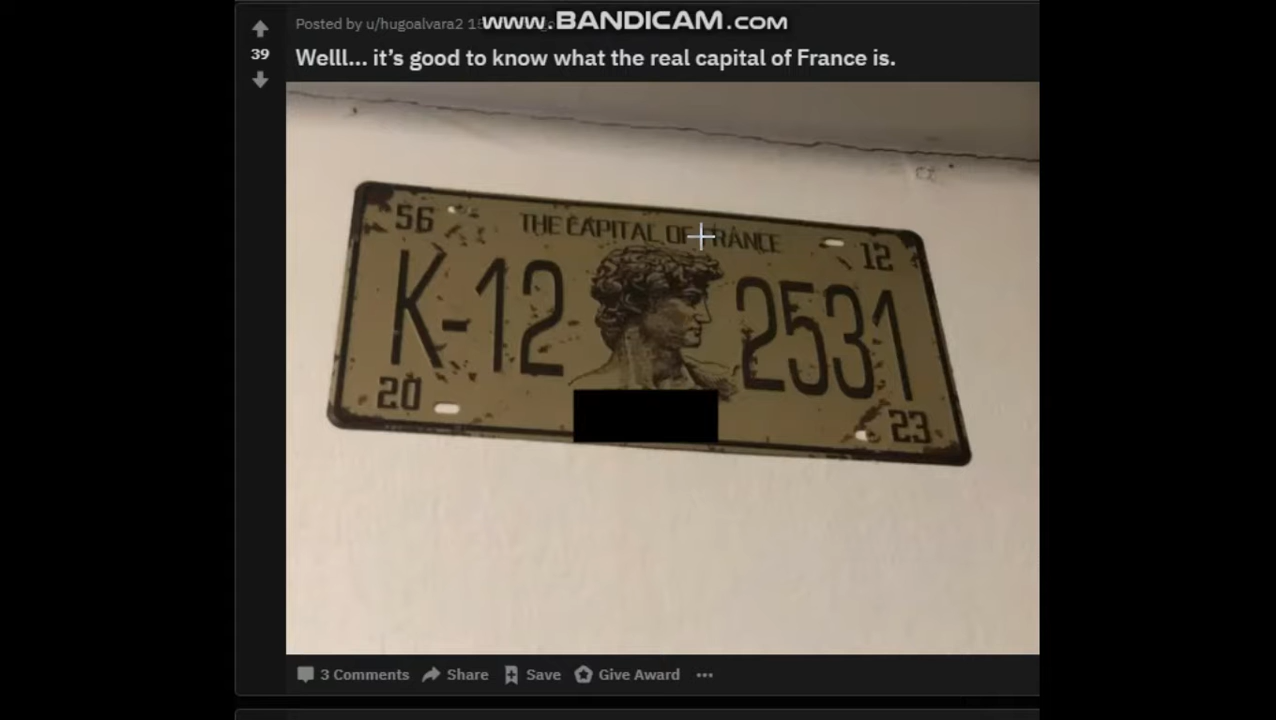 www.BANDICAM.com
Posted by u/hugoalvara2
39
Welll... it's good to know what the real capital of France is.
THE CAPITAL OF FRANCE
56
12
K-12
2531
20
23
3 Comments
Share
Save
Give Award